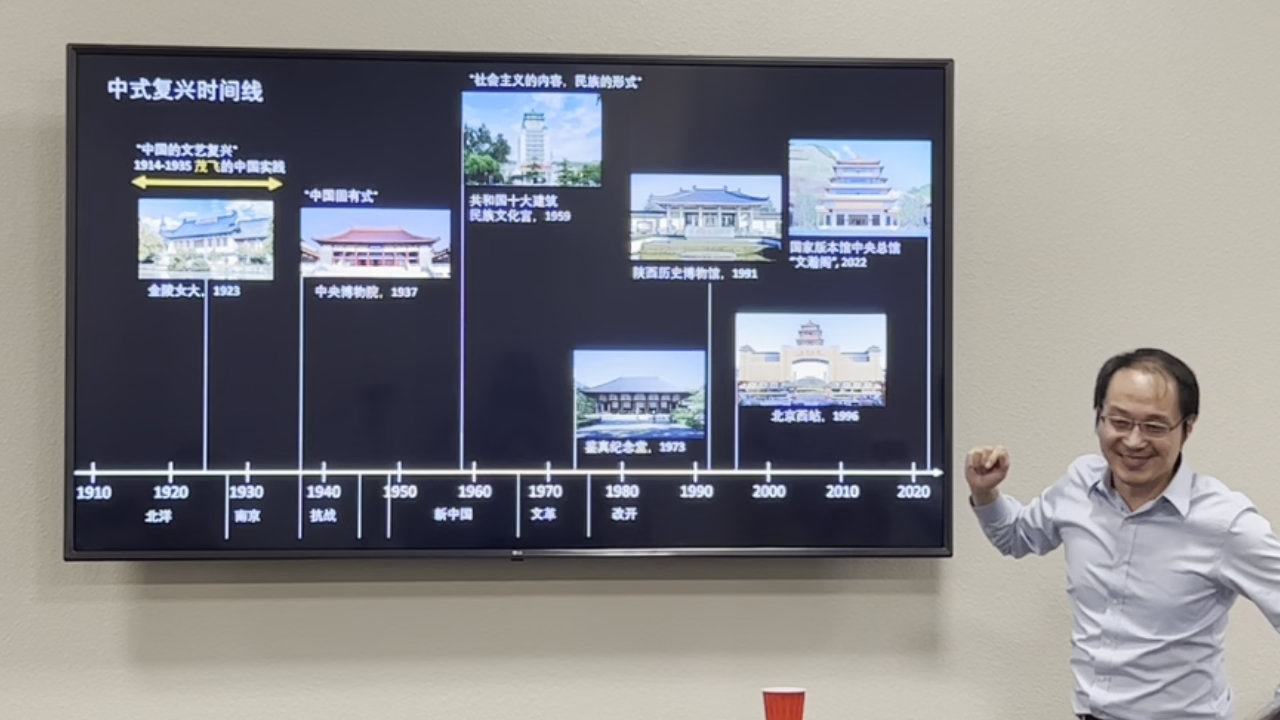 中式复兴时间线
"中国的文艺复兴"
1914-1935 茂飞的中国实践
金陵女大，1923
"中国固有式"
中央博物院，1937
"社会主义的内容，民族的形式"
共和国十大建筑
民族文化宫，1959
鉴真纪念堂，1973
陕西历史博物馆，1991
北京西站，1996
国家版本馆中央总馆
"文瀚阁", 2022
1910 1920 1930 1940 1950 1960 1970 1980 1990 2000 2010 2020
北洋 南京 抗战 新中国 文革 改开
LG